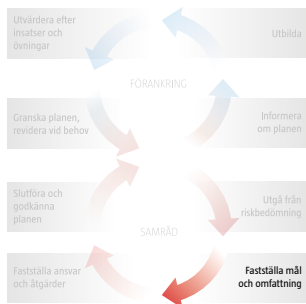 Utvärdera efter
insatser och
övningar
Utbilda
FÖRANKRING
Granska planen,
revidera vid behov
Informera
om planen
Slutföra och
godkänna
planen
Utgå från
riskbedömning
SAMRÅD
Fastställa ansvar
och åtgärder
Fastställa mål
och omfattning